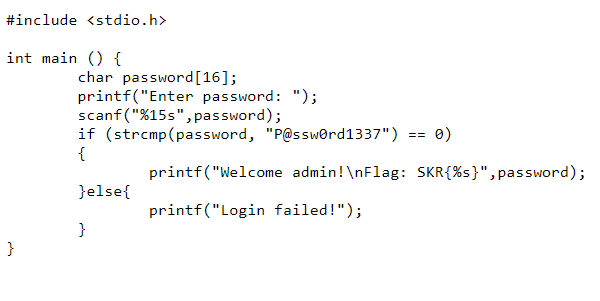 #include <stdio.h>
int main () {
char password[16];
printf("Enter password: ");
scanf("%15s",password);
if (strcmp(password, "P@ssw0rd1337") == 0)
{
printf("Welcome admin!\nFlag: SKR{%s}",password);
}else{
printf("Login failed!");
}
}